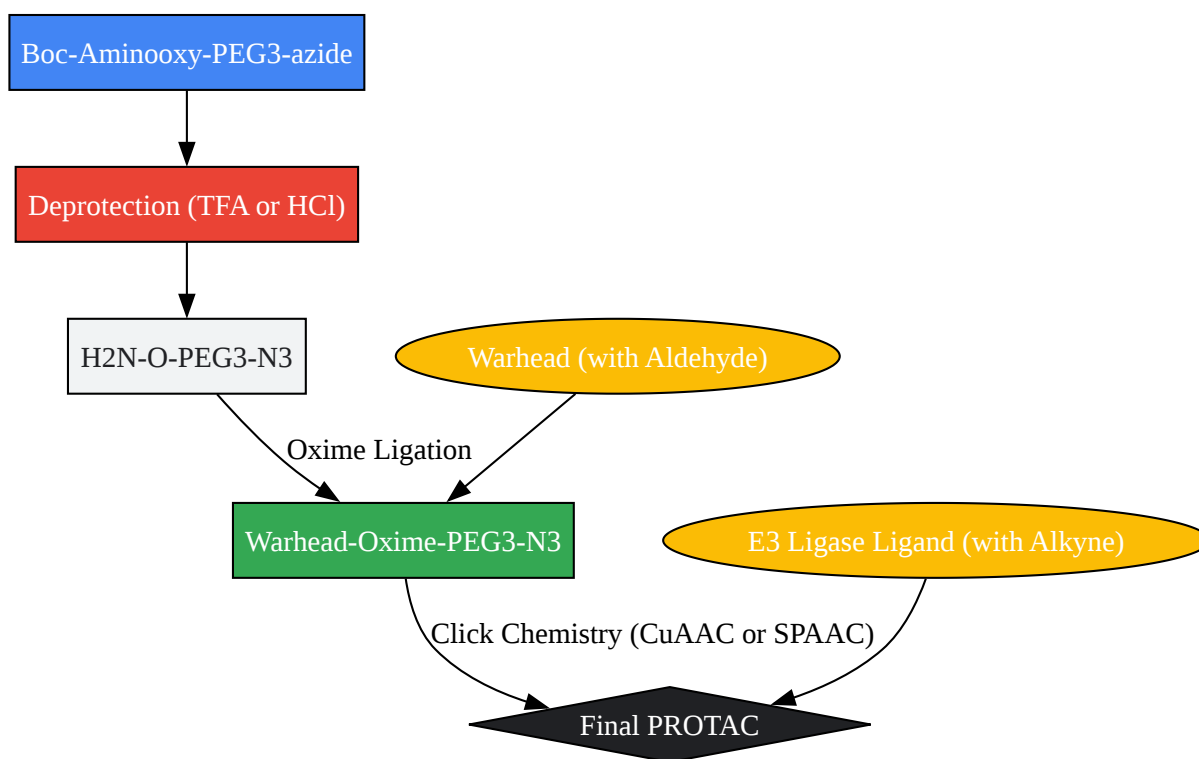 Boc-Aminooxy-PEG3-azide
Deprotection (TFA or HCl)
H2N-O-PEG3-N3
Warhead (with Aldehyde)
Oxime Ligation
Warhead-Oxime-PEG3-N3
E3 Ligase Ligand (with Alkyne)
Click Chemistry (CuAAC or SPAAC)
Final PROTAC